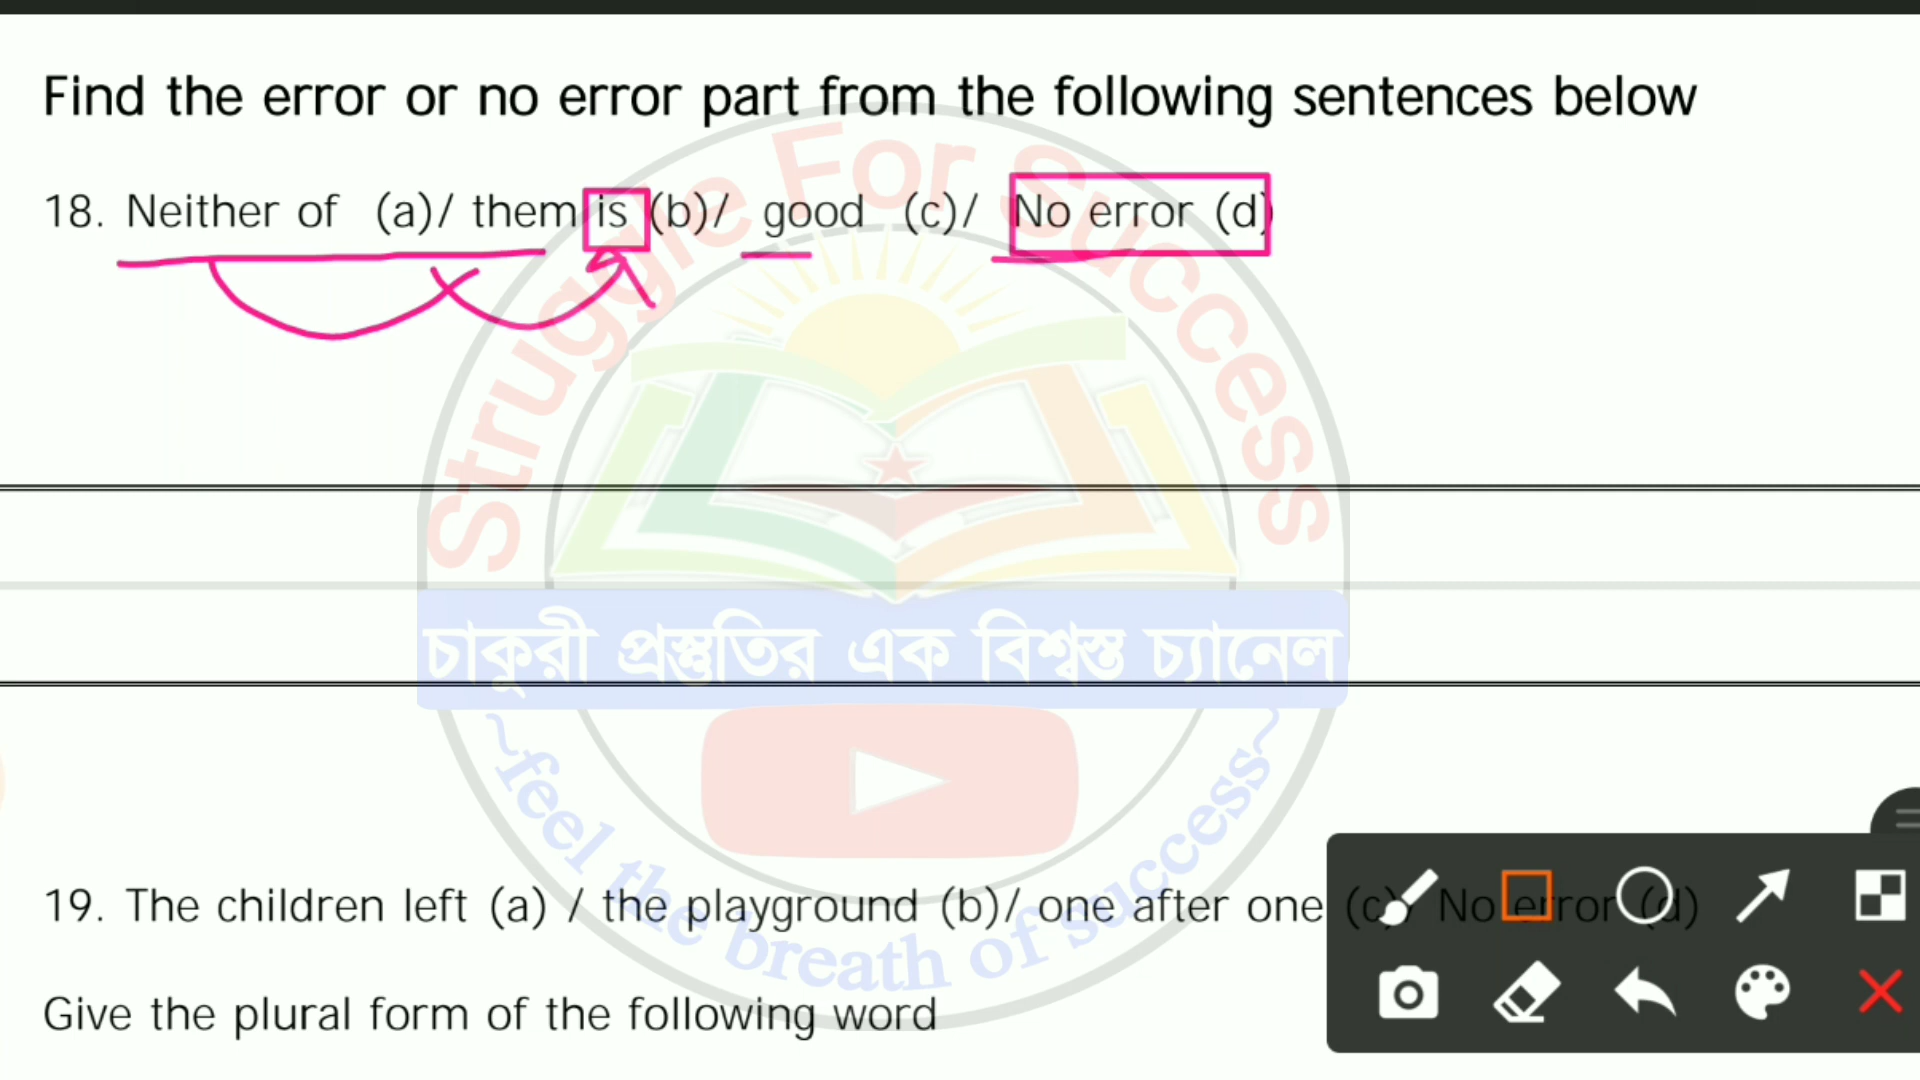 Find the error or no error part from the following sentences below
18. Neither of (a)/ them is (b)/ good (c)/ No error (d)
Struggle For Success
চাকুরী প্রস্তুতির এক বিশ্বস্ত চ্যানেল
~feel the breath of success~
19. The children left (a) / the playground (b)/ one after one (c)/ No error (d)
Give the plural form of the following word